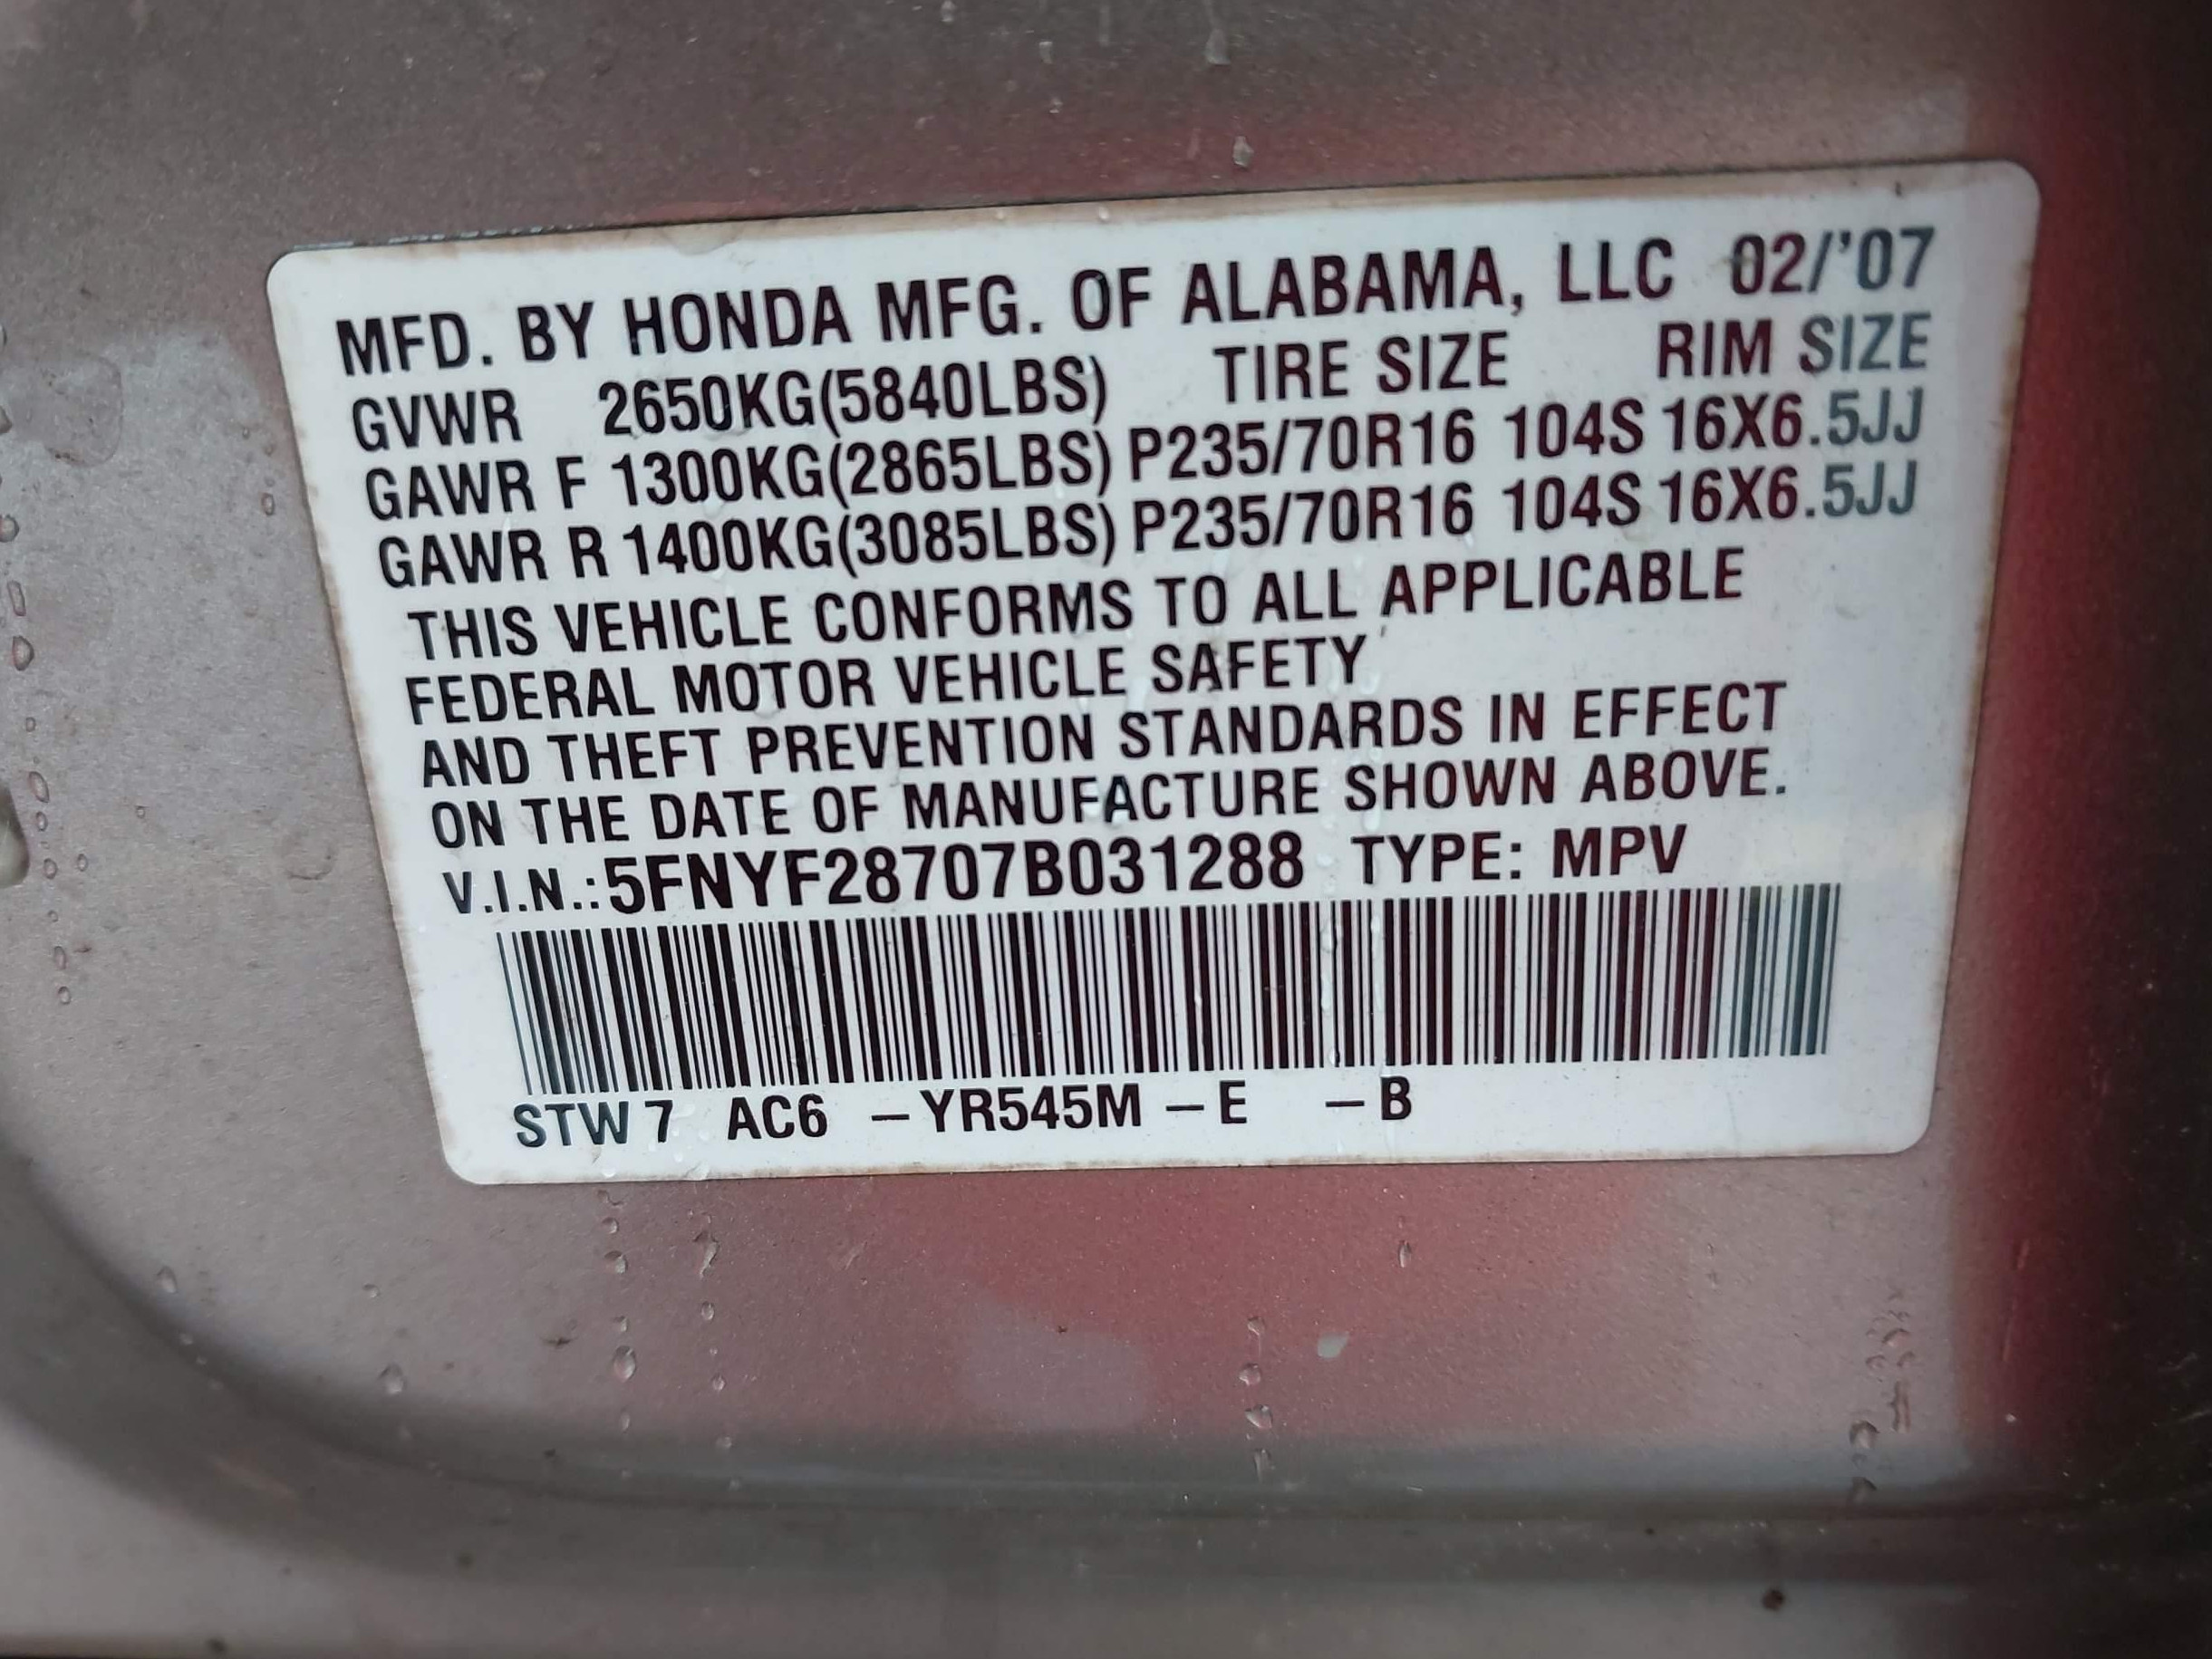 MFD. BY HONDA MFG. OF ALABAMA, LLC 02/'07
GVWR 2650KG(5840LBS) TIRE SIZE RIM SIZE
GAWR F 1300KG(2865LBS) P235/70R16 104S 16X6.5JJ
GAWR R 1400KG(3085LBS) P235/70R16 104S 16X6.5JJ
THIS VEHICLE CONFORMS TO ALL APPLICABLE
FEDERAL MOTOR VEHICLE SAFETY
AND THEFT PREVENTION STANDARDS IN EFFECT
ON THE DATE OF MANUFACTURE SHOWN ABOVE.
V.I.N.:5FNYF28707B031288 TYPE: MPV
STW7 AC6 –YR545M –E –B